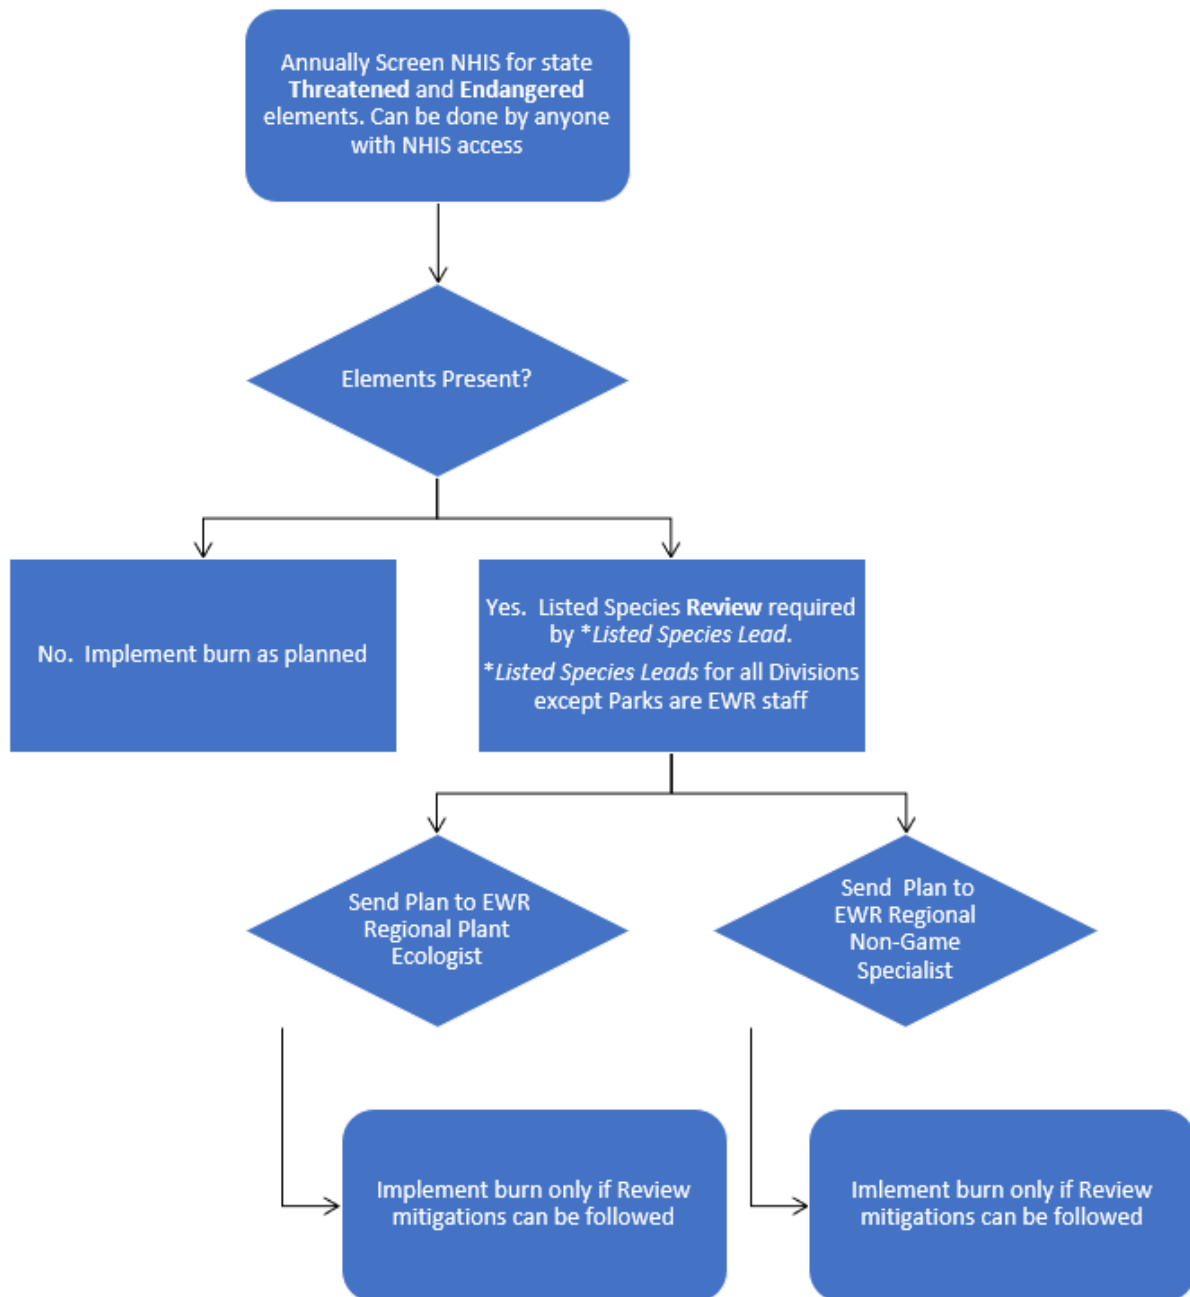 Annually Screen NHIS for state
Threatened and Endangered
elements. Can be done by anyone
with NHIS access
Elements Present?
No. Implement burn as planned
Yes. Listed Species Review required
by *Listed Species Lead.
*Listed Species Leads for all Divisions
except Parks are EWR staff
Send Plan to EWR
Regional Plant
Ecologist
Send Plan to
EWR Regional
Non-Game
Specialist
Implement burn only if Review
mitigations can be followed
Imlement burn only if Review
mitigations can be followed